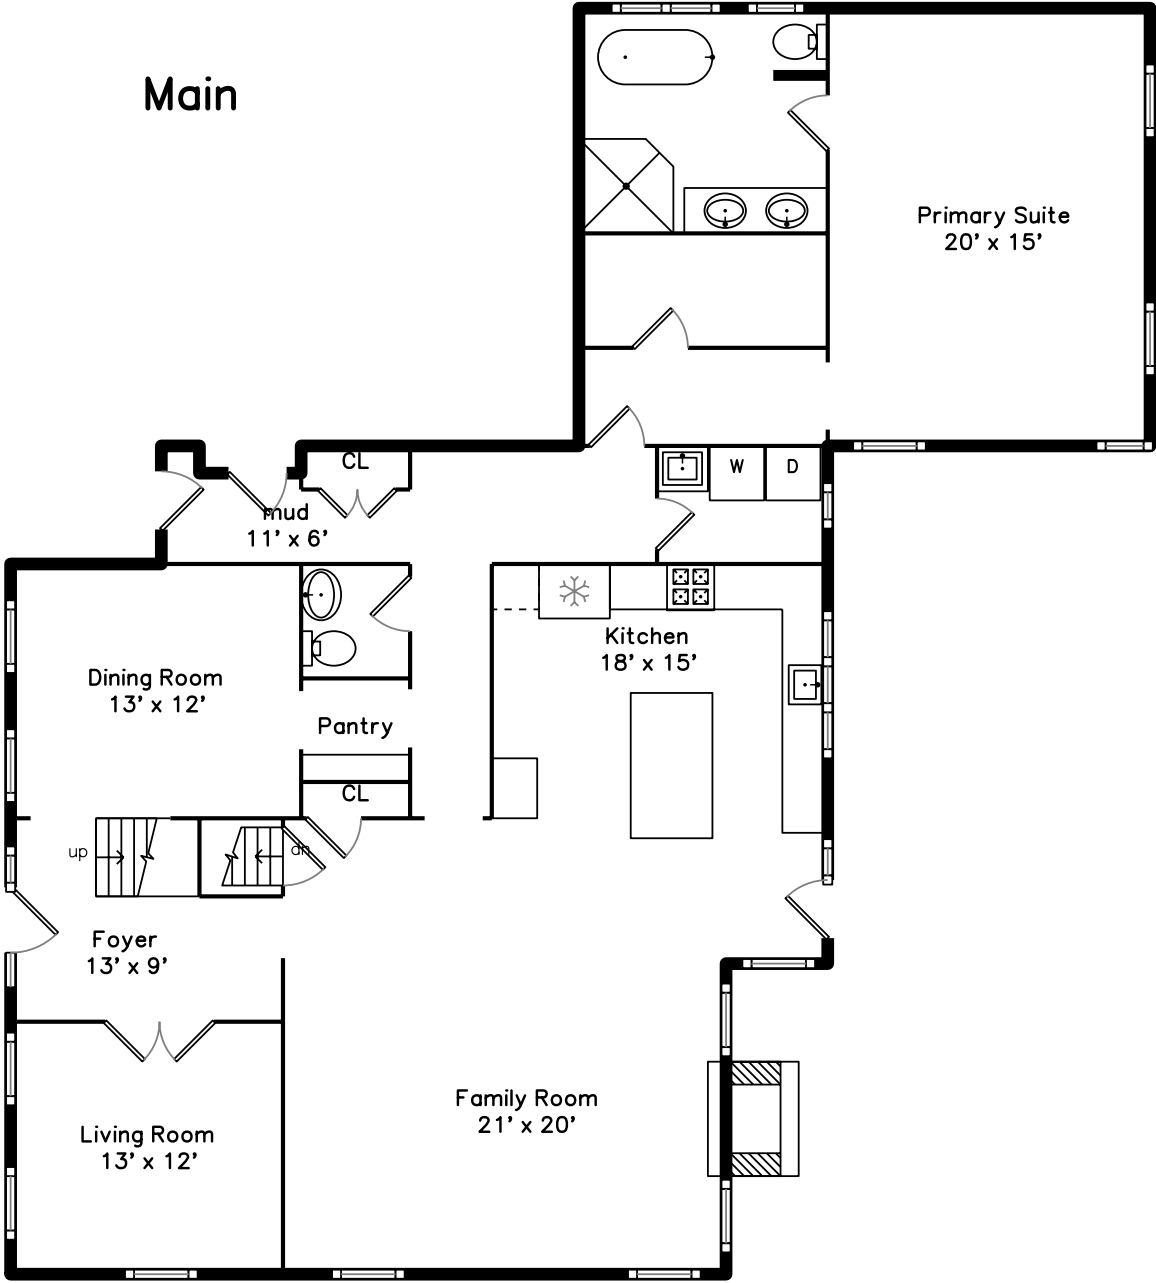 Main
Primary Suite
20' x 15'
CL
W
D
mud
11' x 6'
Kitchen
18' x 15'
Dining Room
13' x 12'
Pantry
CL
up
dn
Foyer
13' x 9'
Family Room
21' x 20'
Living Room
13' x 12'